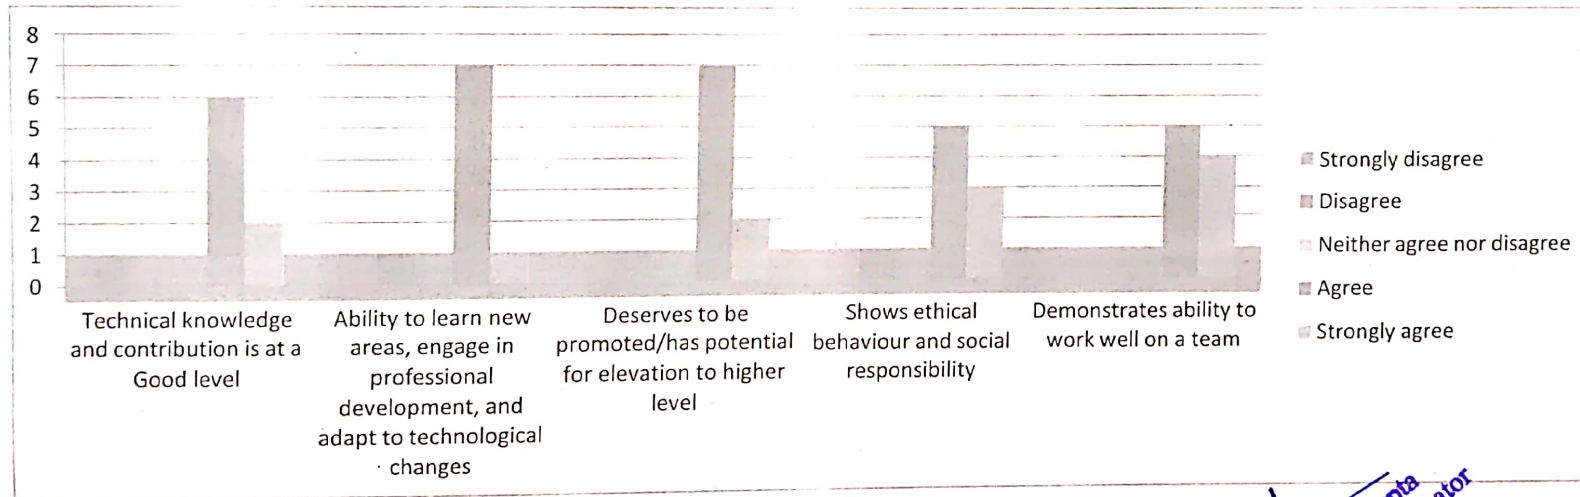 8
7
6
5
4
3
2
1
0
Technical knowledge
and contribution is at a
Good level
Ability to learn new
areas, engage in
professional
development, and
adapt to technological
changes
Deserves to be
promoted/has potential
for elevation to higher
level
Shows ethical
behaviour and social
responsibility
Demonstrates ability to
work well on a team
Strongly disagree
Disagree
Neither agree nor disagree
Agree
Strongly agree